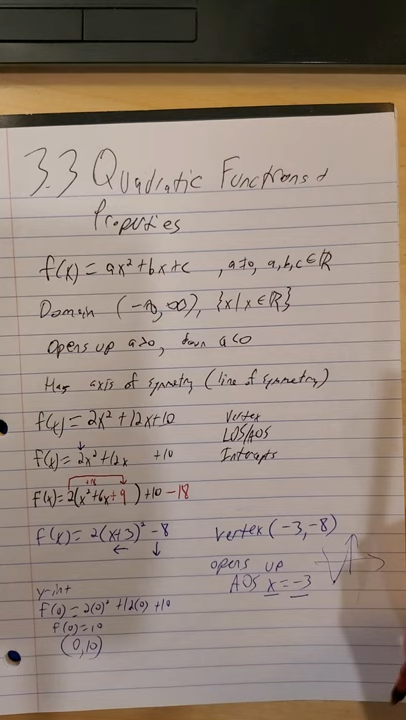 3.3 Quadratic Functions +
Properties
f(x) = ax² + bx + c , a≠0, a,b,c ∈ ℝ
Domain (-∞, ∞), {x | x ∈ ℝ}
Opens up a>0, down a<0
Has axis of symmetry (line of symmetry)
f(x) = 2x² + 12x + 10 Vertex
LOS/AOS
f(x) = 2x² + 12x +10 Intercepts
+18
f(x) = 2(x² + 6x + 9 ) + 10 - 18
f(x) = 2(x+3)² - 8 vertex (-3, -8)
opens up
AOS x = -3
y-int
f(0) = 2(0)² + 12(0) + 10
f(0) = 10
(0, 10)